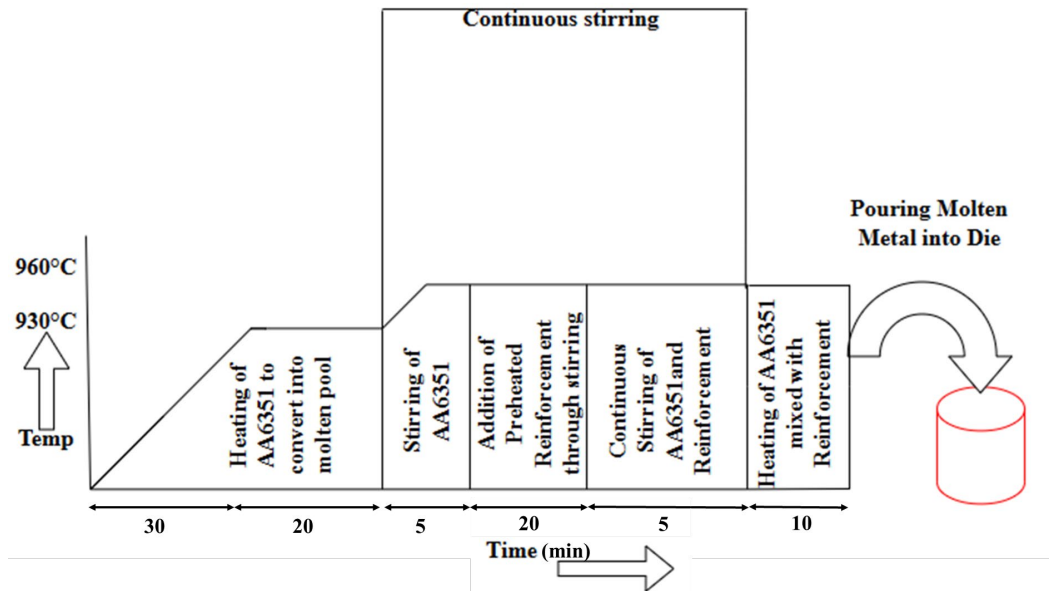 Continuous stirring
Pouring Molten
Metal into Die
960°C
930°C
Temp
Heating of
AA6351 to
convert into
molten pool
Stirring of
AA6351
Addition of
Preheated
Reinforcement
through stirring
Continuous
Stirring of
AA6351and
Reinforcement
Heating of AA6351
mixed with
Reinforcement
30
20
5
20
5
10
Time (min)